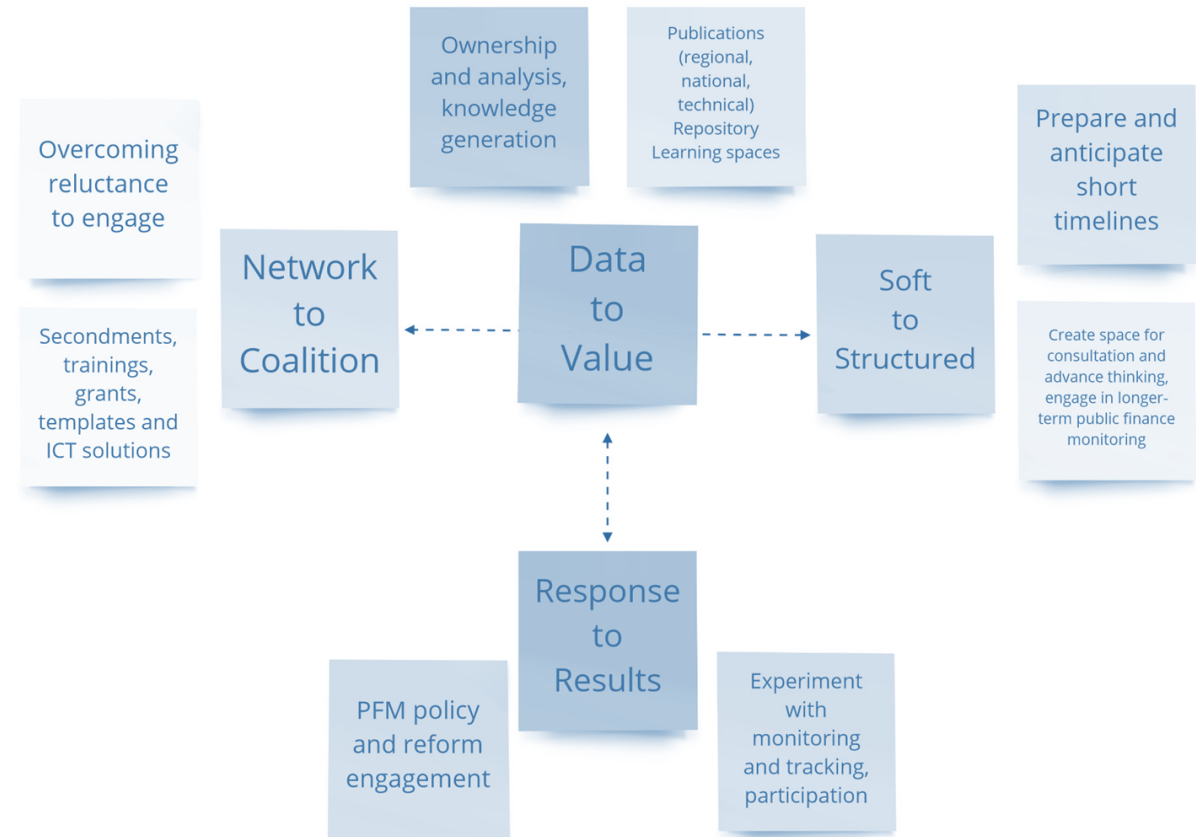 Ownership
and analysis,
knowledge
generation
Publications
(regional,
national,
technical)
Repository
Learning spaces
Overcoming
reluctance
to engage
Prepare and
anticipate
short
timelines
Network
to
Coalition
Data
to
Value
Soft
to
Structured
Secondments,
trainings,
grants,
templates and
ICT solutions
Create space for
consultation and
advance thinking,
engage in longer-
term public finance
monitoring
Response
to
Results
PFM policy
and reform
engagement
Experiment
with
monitoring
and tracking,
participation